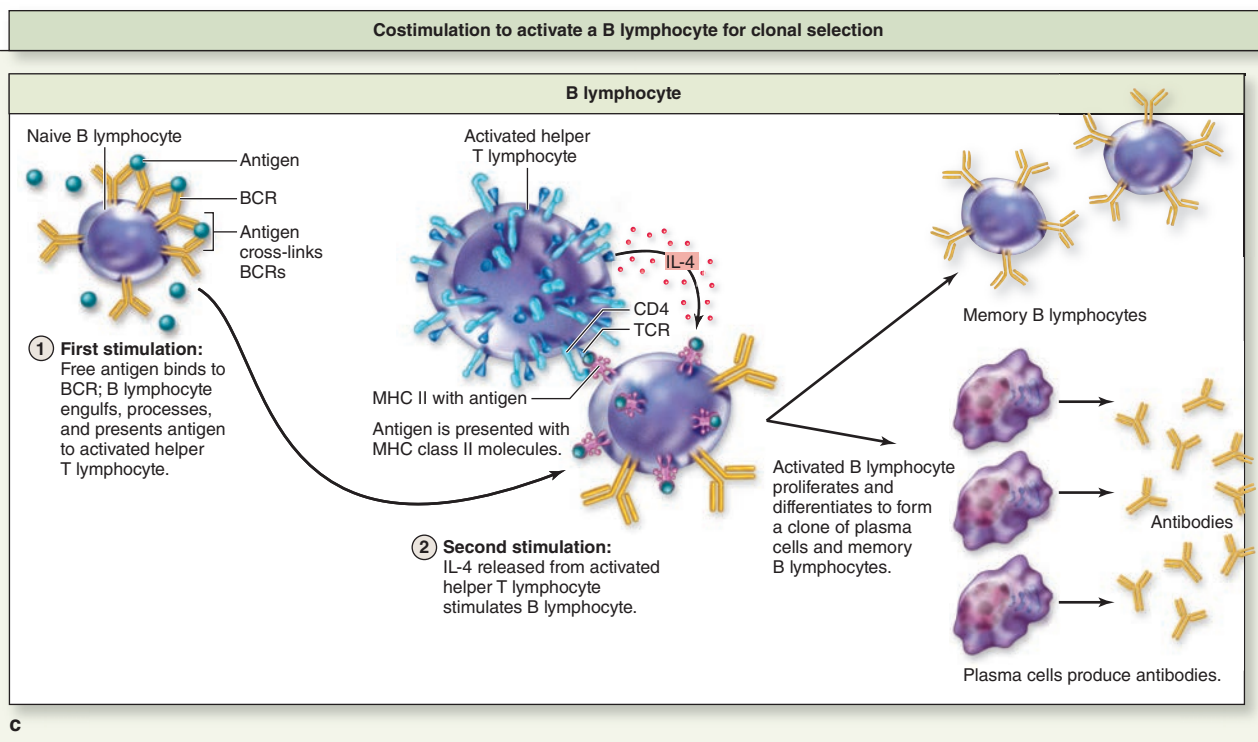 Costimulation to activate a B lymphocyte for clonal selection
B lymphocyte
Naive B lymphocyte
Antigen
BCR
Antigen
cross-links
BCRs
1 First stimulation:
Free antigen binds to
BCR; B lymphocyte
engulfs, processes,
and presents antigen
to activated helper
T lymphocyte.
Activated helper
T lymphocyte
IL-4
CD4
TCR
MHC II with antigen
Antigen is presented with
MHC class II molecules.
2 Second stimulation:
IL-4 released from activated
helper T lymphocyte
stimulates B lymphocyte.
Activated B lymphocyte
proliferates and
differentiates to form
a clone of plasma
cells and memory
B lymphocytes.
Memory B lymphocytes
Antibodies
Plasma cells produce antibodies.
c